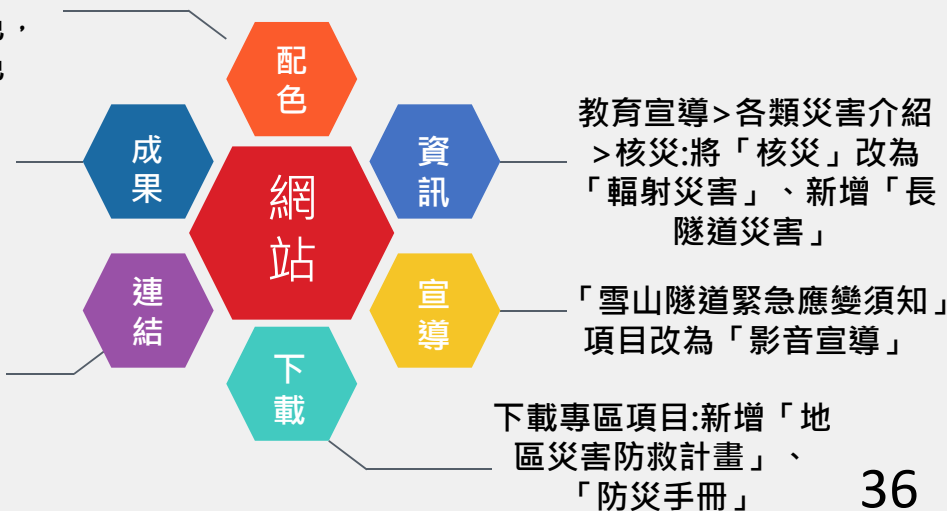 ，
配
色
成
果
資
訊
網
站
連
結
宣
導
下
載
教育宣導>各類災害介紹
>核災:將「核災」改為
「輻射災害」、新增「長
隧道災害」
「雪山隧道緊急應變須知」
項目改為「影音宣導」
下載專區項目:新增「地
區災害防救計畫」、
「防災手冊」
36